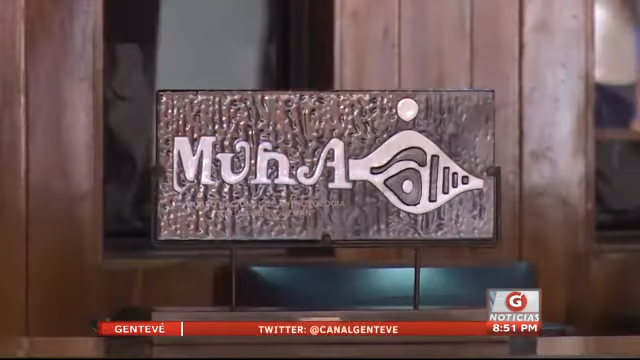 MUnA
GENTEVÉ
TWITTER: @CANALGENTEVE
G
NOTICIAS
8:51 PM